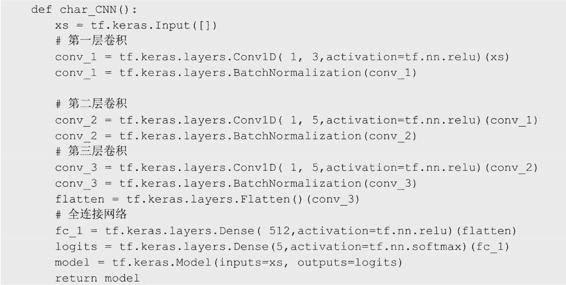 def char_CNN():
    xs = tf.keras.Input([])
    # 第一层卷积
    conv_1 = tf.keras.layers.Conv1D( 1, 3,activation=tf.nn.relu)(xs)
    conv_1 = tf.keras.layers.BatchNormalization(conv_1)

    # 第二层卷积
    conv_2 = tf.keras.layers.Conv1D( 1, 5,activation=tf.nn.relu)(conv_1)
    conv_2 = tf.keras.layers.BatchNormalization(conv_2)
    # 第三层卷积
    conv_3 = tf.keras.layers.Conv1D( 1, 5,activation=tf.nn.relu)(conv_2)
    conv_3 = tf.keras.layers.BatchNormalization(conv_3)
    flatten = tf.keras.layers.Flatten()(conv_3)
    # 全连接网络
    fc_1 = tf.keras.layers.Dense( 512,activation=tf.nn.relu)(flatten)
    logits = tf.keras.layers.Dense(5,activation=tf.nn.softmax)(fc_1)
    model = tf.keras.Model(inputs=xs, outputs=logits)
    return model